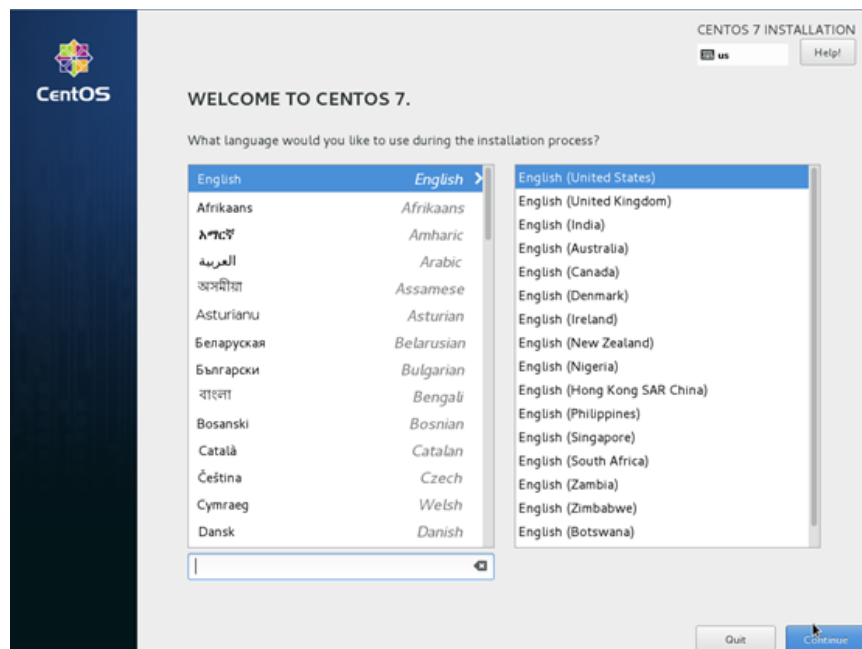 CENTOS 7 INSTALLATION
us
Help!
CentOS
WELCOME TO CENTOS 7.
What language would you like to use during the installation process?
English English
Afrikaans Afrikaans
አማርኛ Amharic
العربية Arabic
অসমীয়া Assamese
Asturianu Asturian
Беларуская Belarusian
Български Bulgarian
বাংলা Bengali
Bosanski Bosnian
Català Catalan
Čeština Czech
Cymraeg Welsh
Dansk Danish
English (United States)
English (United Kingdom)
English (India)
English (Australia)
English (Canada)
English (Denmark)
English (Ireland)
English (New Zealand)
English (Nigeria)
English (Hong Kong SAR China)
English (Philippines)
English (Singapore)
English (South Africa)
English (Zambia)
English (Zimbabwe)
English (Botswana)
Quit
Continue